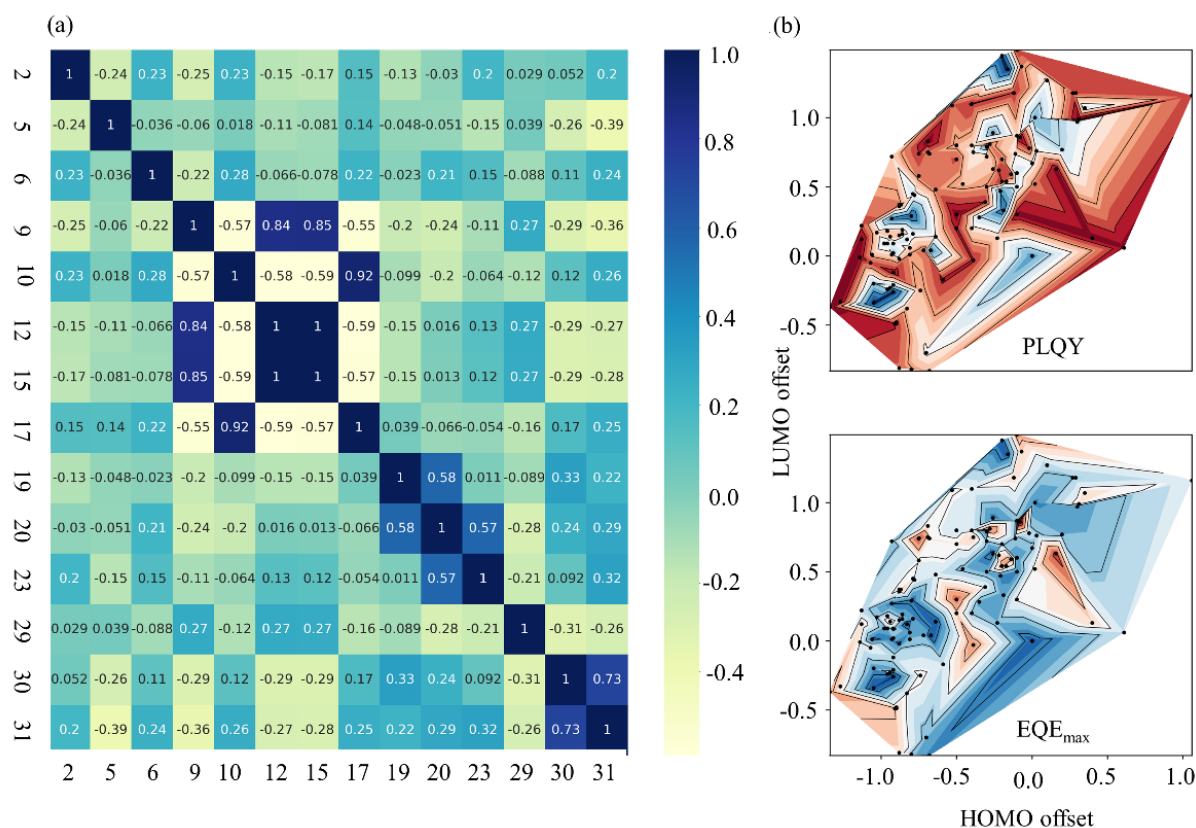 (a)
2 1 -0.24 0.23 -0.25 0.23 -0.15 -0.17 0.15 -0.13 -0.03 0.2 0.029 0.052 0.2
5 -0.24 1 -0.036 -0.06 0.018 -0.11 -0.081 0.14 -0.048 -0.051 -0.15 0.039 -0.26 -0.39
6 0.23 -0.036 1 -0.22 0.28 -0.066 -0.078 0.22 -0.023 0.21 0.15 -0.088 0.11 0.24
9 -0.25 -0.06 -0.22 1 -0.57 0.84 0.85 -0.55 -0.2 -0.24 -0.11 0.27 -0.29 -0.36
10 0.23 0.018 0.28 -0.57 1 -0.58 -0.59 0.92 -0.099 -0.2 -0.064 -0.12 0.12 0.26
12 -0.15 -0.11 -0.066 0.84 -0.58 1 1 -0.59 -0.15 0.016 0.13 0.27 -0.29 -0.27
15 -0.17 -0.081 -0.078 0.85 -0.59 1 1 -0.57 -0.15 0.013 0.12 0.27 -0.29 -0.28
17 0.15 0.14 0.22 -0.55 0.92 -0.59 -0.57 1 0.039 -0.066 -0.054 -0.16 0.17 0.25
19 -0.13 -0.048 -0.023 -0.2 -0.099 -0.15 -0.15 0.039 1 0.58 0.011 -0.089 0.33 0.22
20 -0.03 -0.051 0.21 -0.24 -0.2 0.016 0.013 -0.066 0.58 1 0.57 -0.28 0.24 0.29
23 0.2 -0.15 0.15 -0.11 -0.064 0.13 0.12 -0.054 0.011 0.57 1 -0.21 0.092 0.32
29 0.029 0.039 -0.088 0.27 -0.12 0.27 0.27 -0.16 -0.089 -0.28 -0.21 1 -0.31 -0.26
30 0.052 -0.26 0.11 -0.29 0.12 -0.29 -0.29 0.17 0.33 0.24 0.092 -0.31 1 0.73
31 0.2 -0.39 0.24 -0.36 0.26 -0.27 -0.28 0.25 0.22 0.29 0.32 -0.26 0.73 1
2 5 6 9 10 12 15 17 19 20 23 29 30 31
1.0
0.8
0.6
0.4
0.2
0.0
-0.2
-0.4
(b)
1.0
0.5
0.0
-0.5
PLQY
LUMO offset
1.0
0.5
0.0
-0.5
EQEmax
-1.0 -0.5 0.0 0.5 1.0
HOMO offset